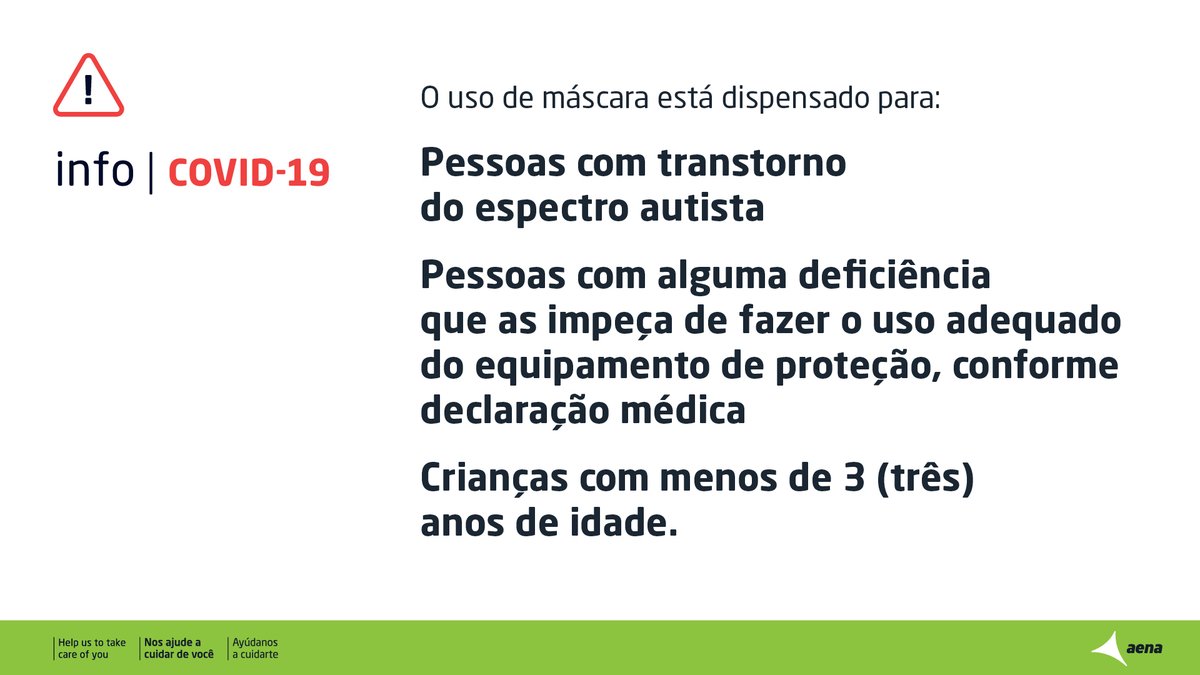 !
info | COVID-19
O uso de máscara está dispensado para:
Pessoas com transtorno
do espectro autista
Pessoas com alguma deficiência
que as impeça de fazer o uso adequado
do equipamento de proteção, conforme
declaração médica
Crianças com menos de 3 (três)
anos de idade.
Help us to take
care of you
Nos ajude a
cuidar de você
Ayúdanos
a cuidarte
aena